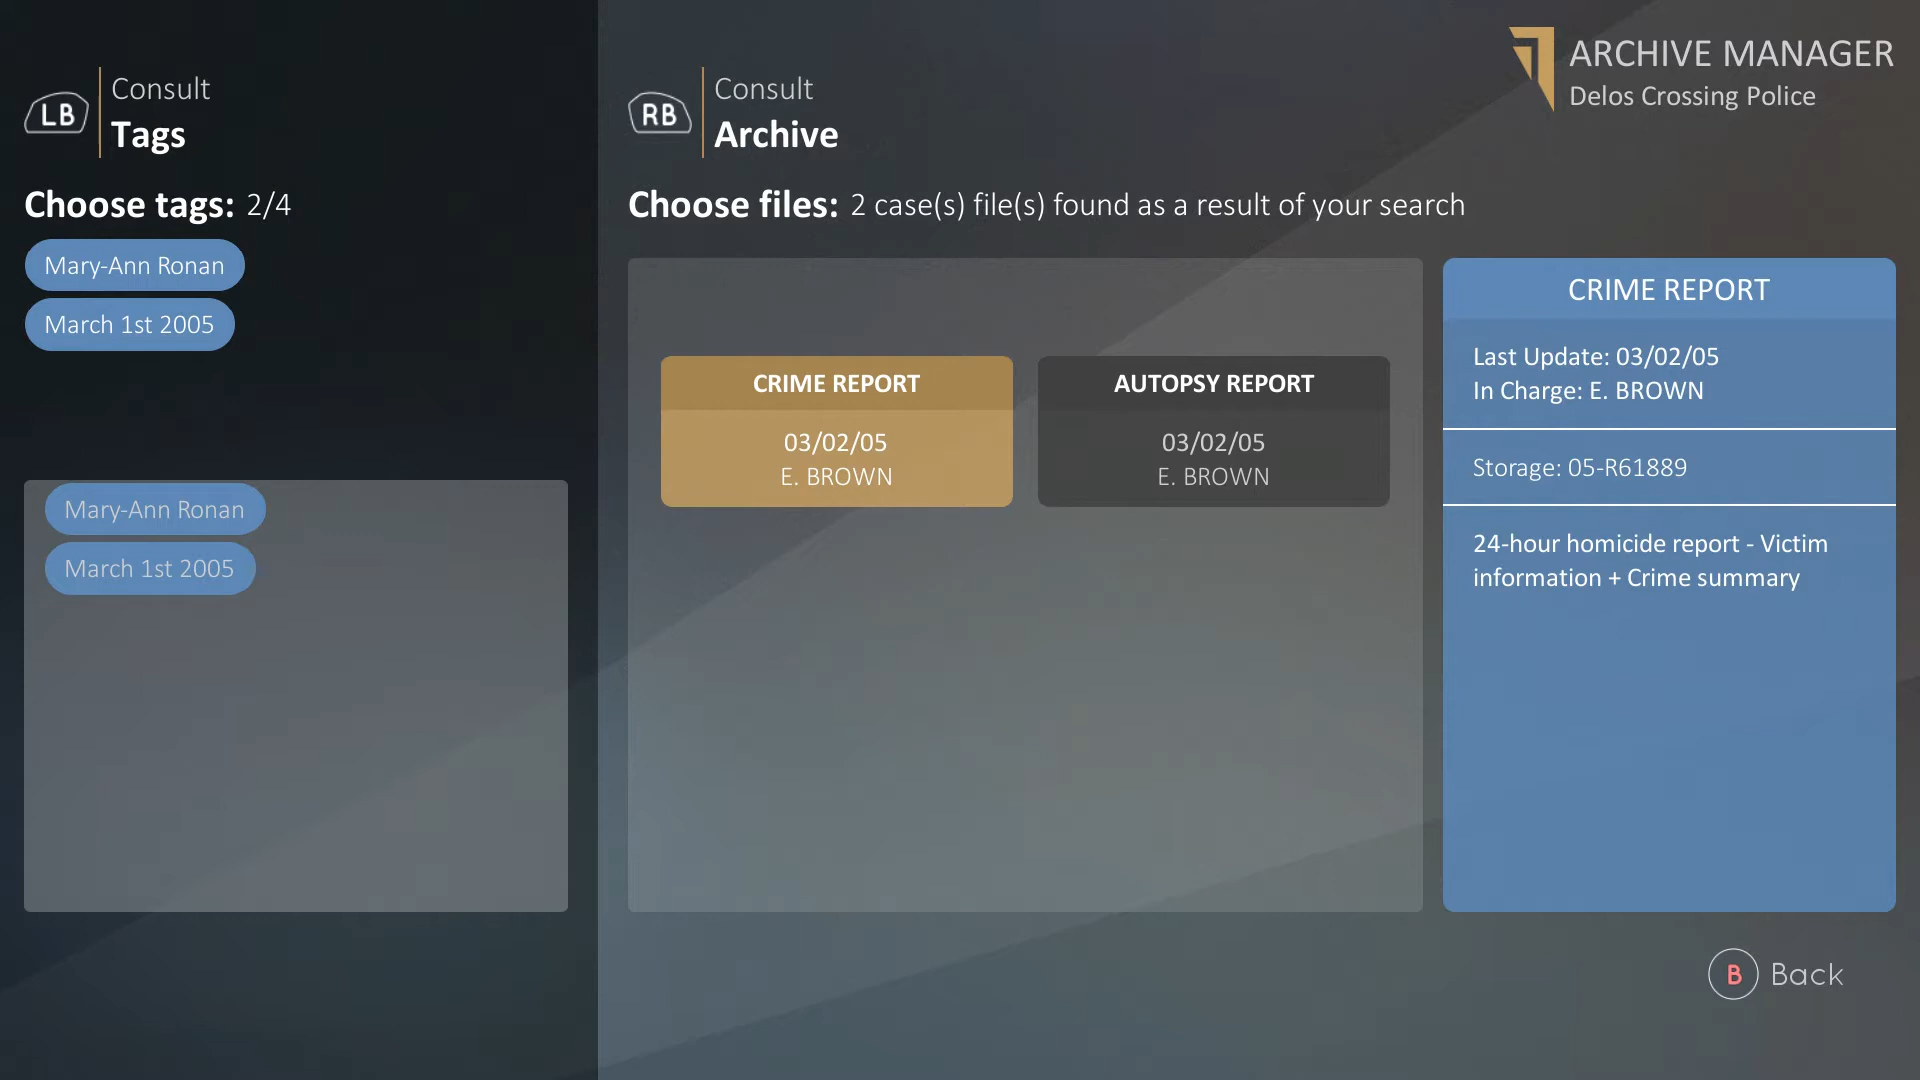 LB
Consult
Tags
Choose tags: 2/4
Mary-Ann Ronan
March 1st 2005
Mary-Ann Ronan
March 1st 2005
RB
Consult
Archive
ARCHIVE MANAGER
Delos Crossing Police
Choose files: 2 case(s) file(s) found as a result of your search
CRIME REPORT
03/02/05
E. BROWN
AUTOPSY REPORT
03/02/05
E. BROWN
CRIME REPORT
Last Update: 03/02/05
In Charge: E. BROWN
Storage: 05-R61889
24-hour homicide report - Victim
information + Crime summary
B Back